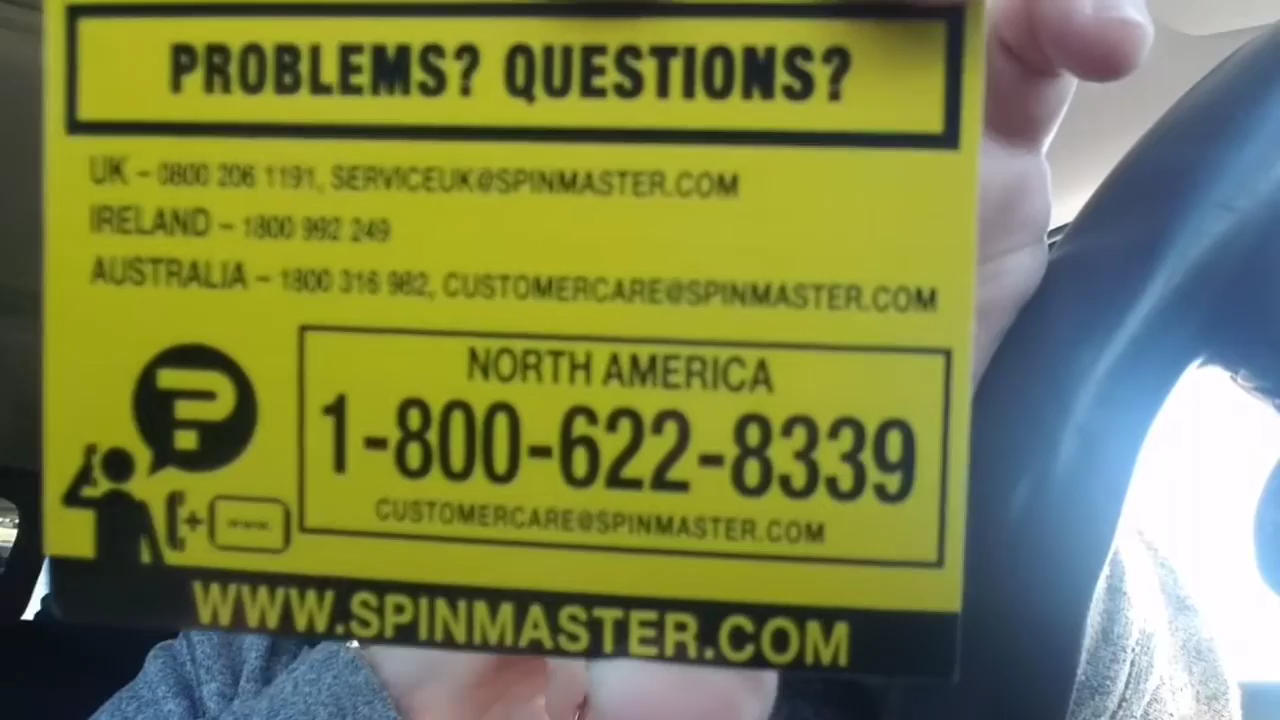 PROBLEMS? QUESTIONS?
UK – 0800 206 1191, SERVICEUK@SPINMASTER.COM
IRELAND – 1800 992 249
AUSTRALIA – 1800 316 982, CUSTOMERCARE@SPINMASTER.COM
NORTH AMERICA
1-800-622-8339
CUSTOMERCARE@SPINMASTER.COM
WWW.SPINMASTER.COM